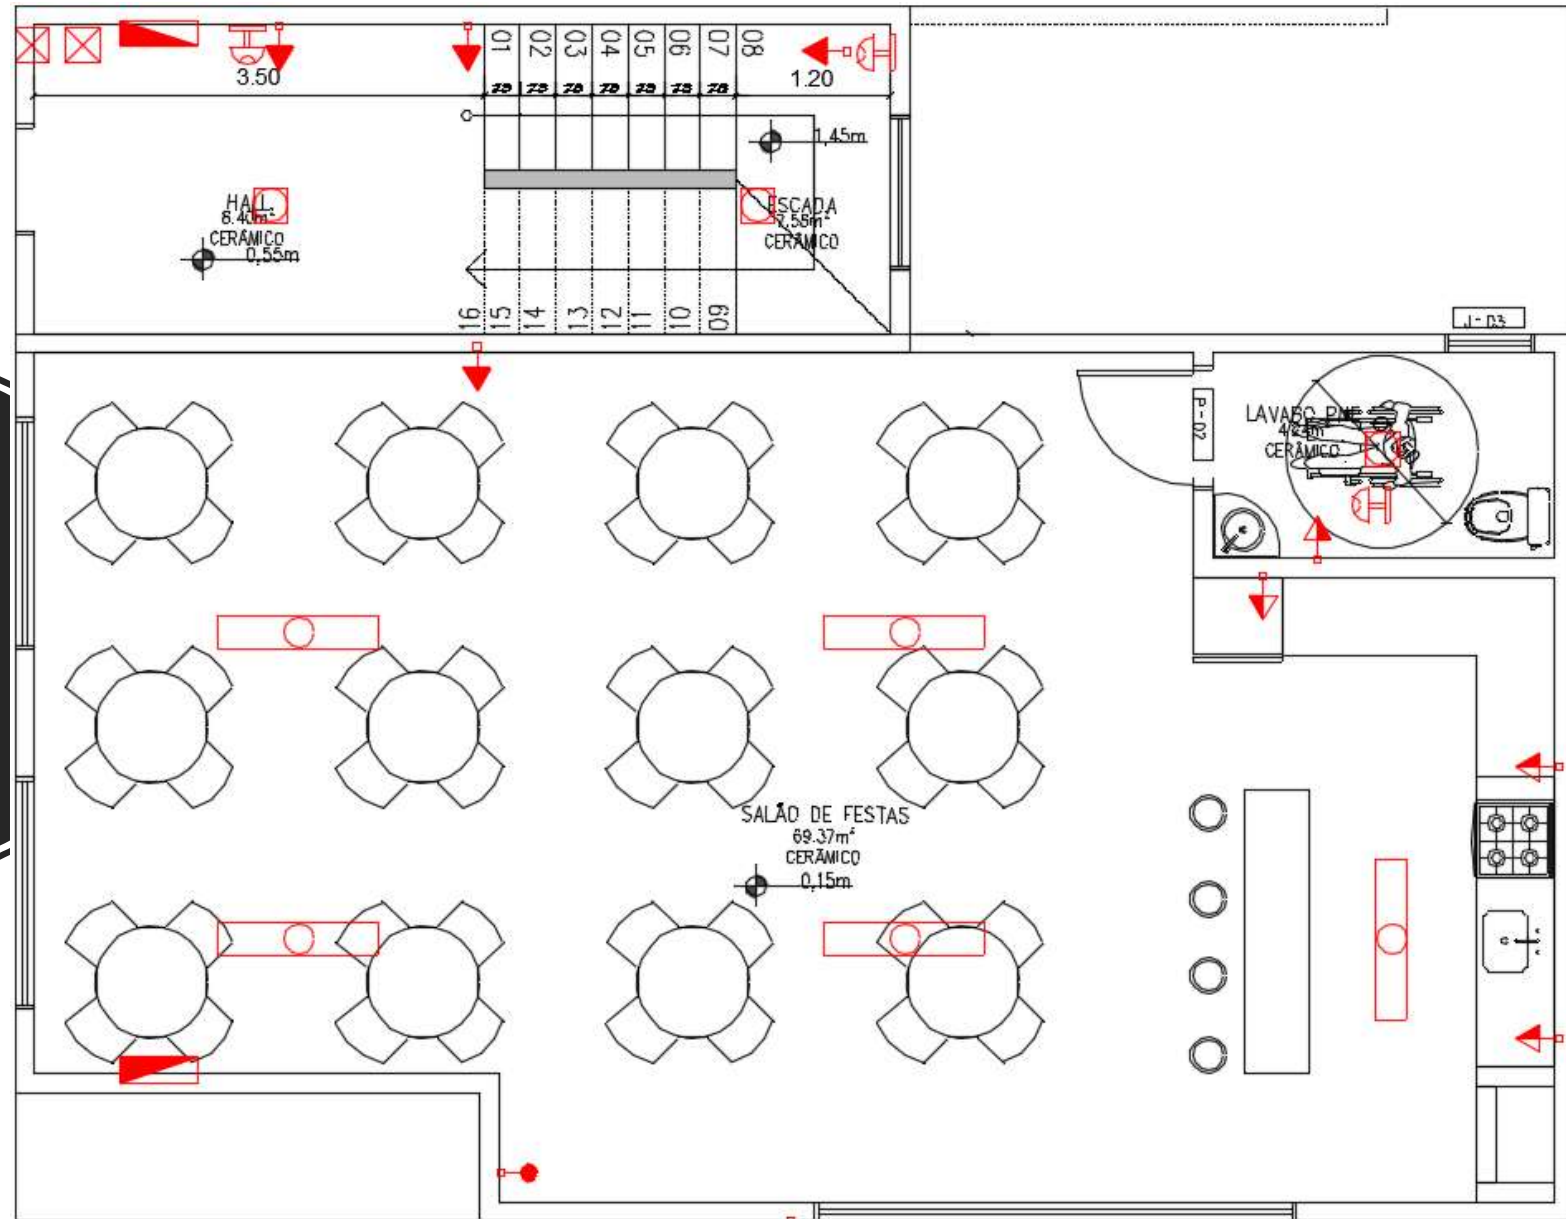 01 02 03 04 05 06 07 08
3.50
1.20
1,45m
HALL
8.40m²
CERÂMICO
0,55m
ESCADA
7,55m²
CERÂMICO
16 15 14 13 12 11 10 09
J-03
P-02
LAVABO PNE
CERÂMICO
SALÃO DE FESTAS
69.37m²
CERÂMICO
0,15m